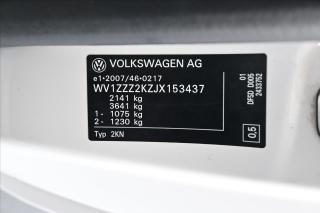 VOLKSWAGEN AG
e1*2007/46*0217
WV1ZZZ2KZJX153437
2141 kg
3641 kg
1 - 1075 kg
2 - 1230 kg
Typ 2KN
01
DFSD 0005
2433752
0,5